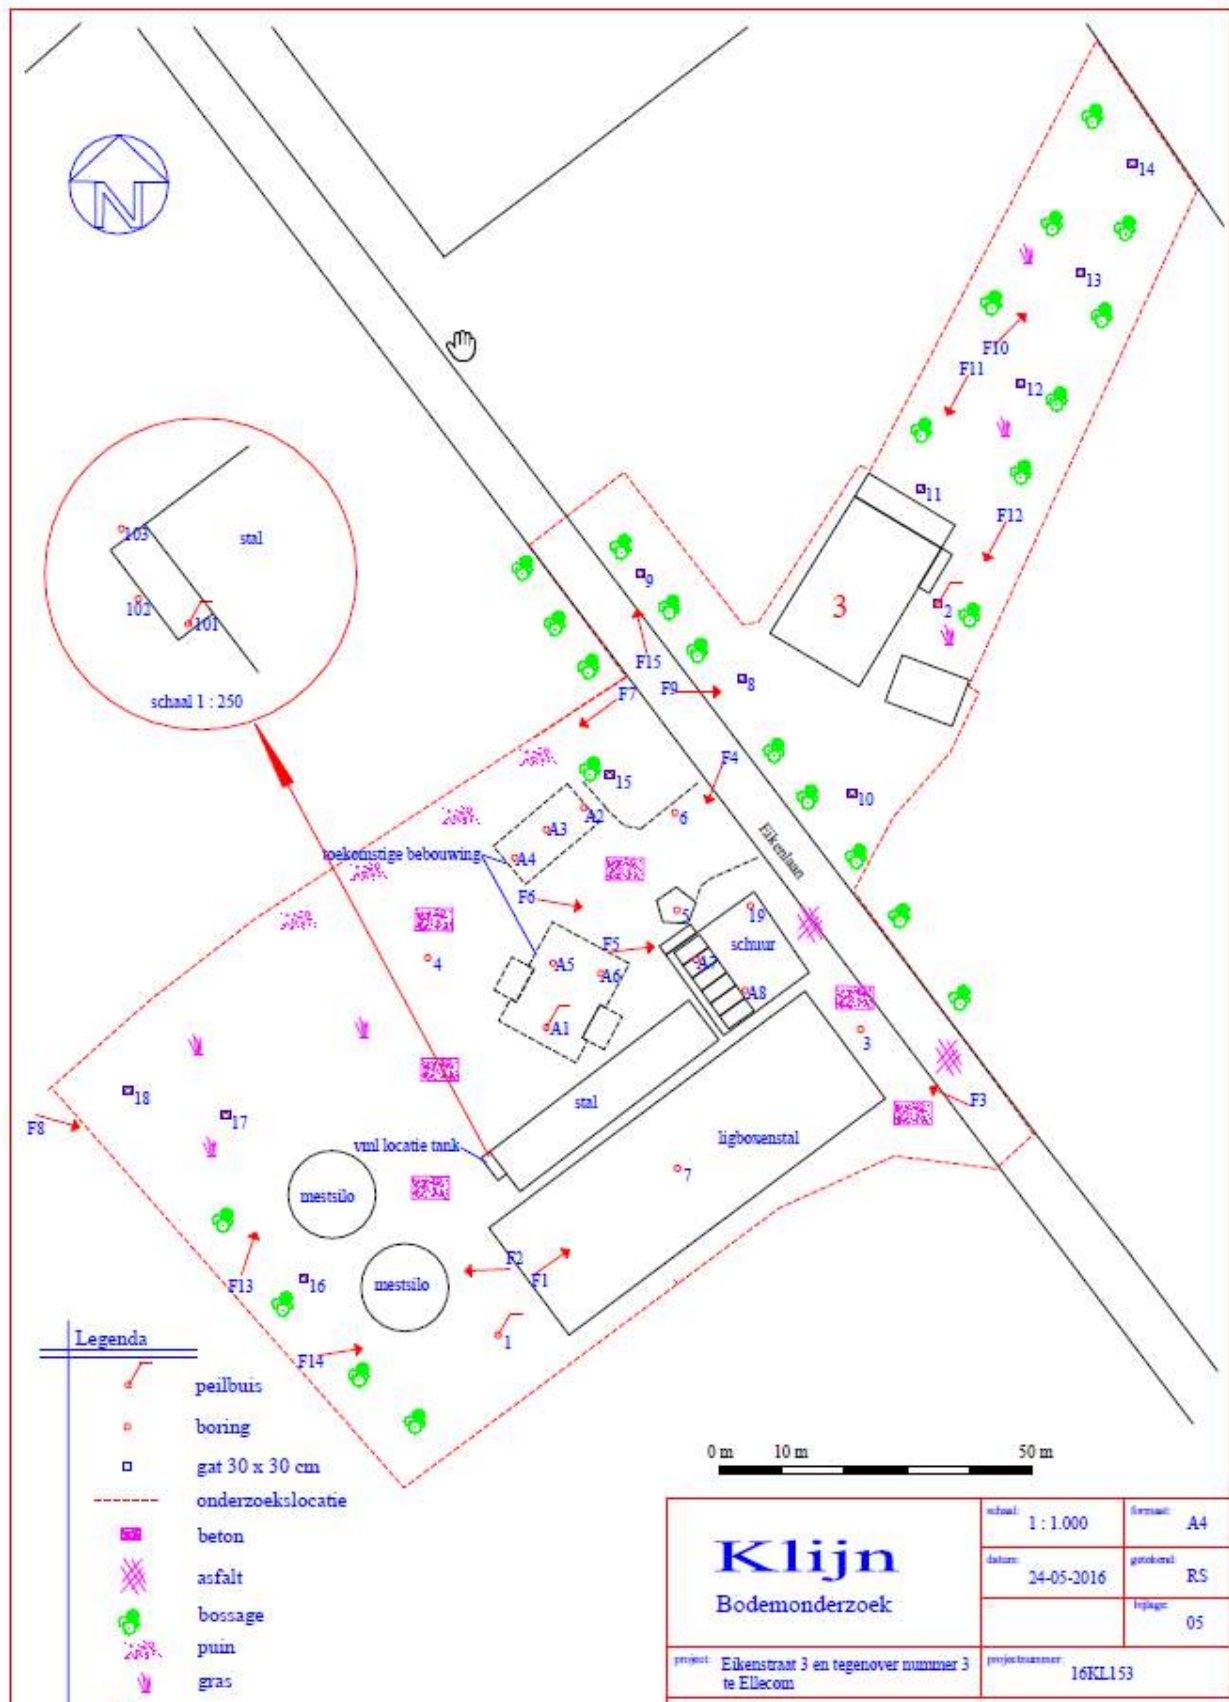 N
14
13
F10
F11
12
11
F12
103
stal
102
101
schaal 1 : 250
9
2
3
F15
8
F9
F7
F4
15
10
A2
6
A3
Eikenlaan
toekomstige bebouwing
A4
F6
5
19
schuur
F5
4
A5
A6
A7
A8
A1
3
18
17
F8
stal
F3
ligboxenstal
vml locatie tank
7
mestsilo
F2
F13
16
mestsilo
F1
1
F14
Legenda
peilbuis
boring
gat 30 x 30 cm
onderzoekslocatie
beton
asfalt
bossage
puin
gras
0 m 10 m 50 m
Klijn
Bodemonderzoek
schaal: 1 : 1.000
formaat: A4
datum: 24-05-2016
getekend: RS
bijlage: 05
project: Eikenstraat 3 en tegenover nummer 3
te Ellecom
projectnummer: 16KL153